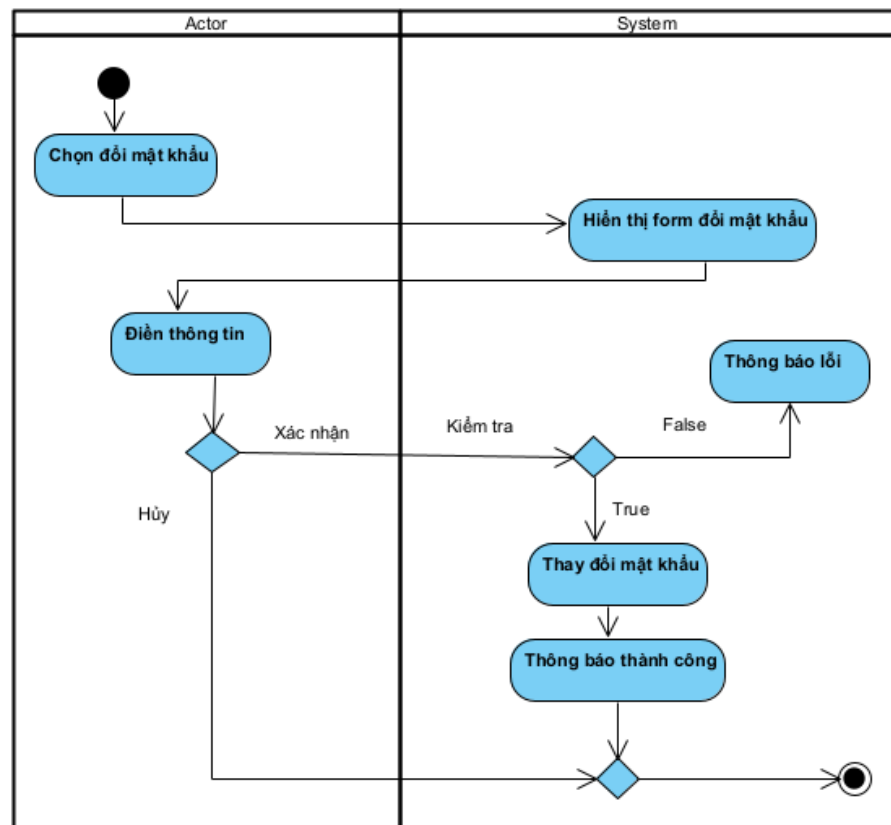 Actor
System
Chọn đổi mật khẩu
Hiển thị form đổi mật khẩu
Điền thông tin
Thông báo lỗi
Xác nhận
Kiểm tra
False
Hủy
True
Thay đổi mật khẩu
Thông báo thành công